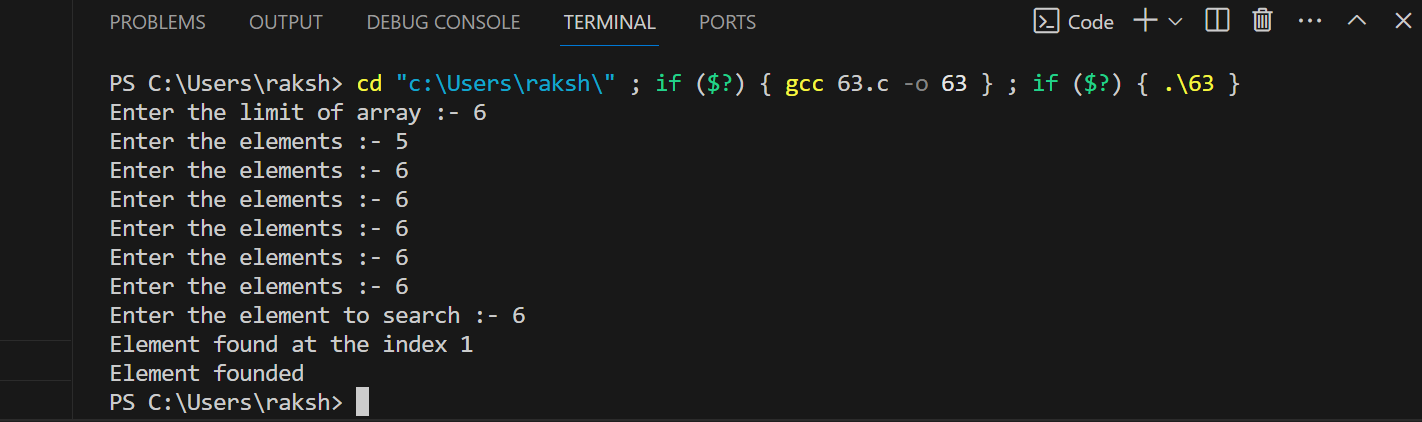 PROBLEMS OUTPUT DEBUG CONSOLE TERMINAL PORTS Code
PS C:\Users\raksh> cd "c:\Users\raksh\" ; if ($?) { gcc 63.c -o 63 } ; if ($?) { .\63 }
Enter the limit of array :- 6
Enter the elements :- 5
Enter the elements :- 6
Enter the elements :- 6
Enter the elements :- 6
Enter the elements :- 6
Enter the elements :- 6
Enter the element to search :- 6
Element found at the index 1
Element founded
PS C:\Users\raksh>